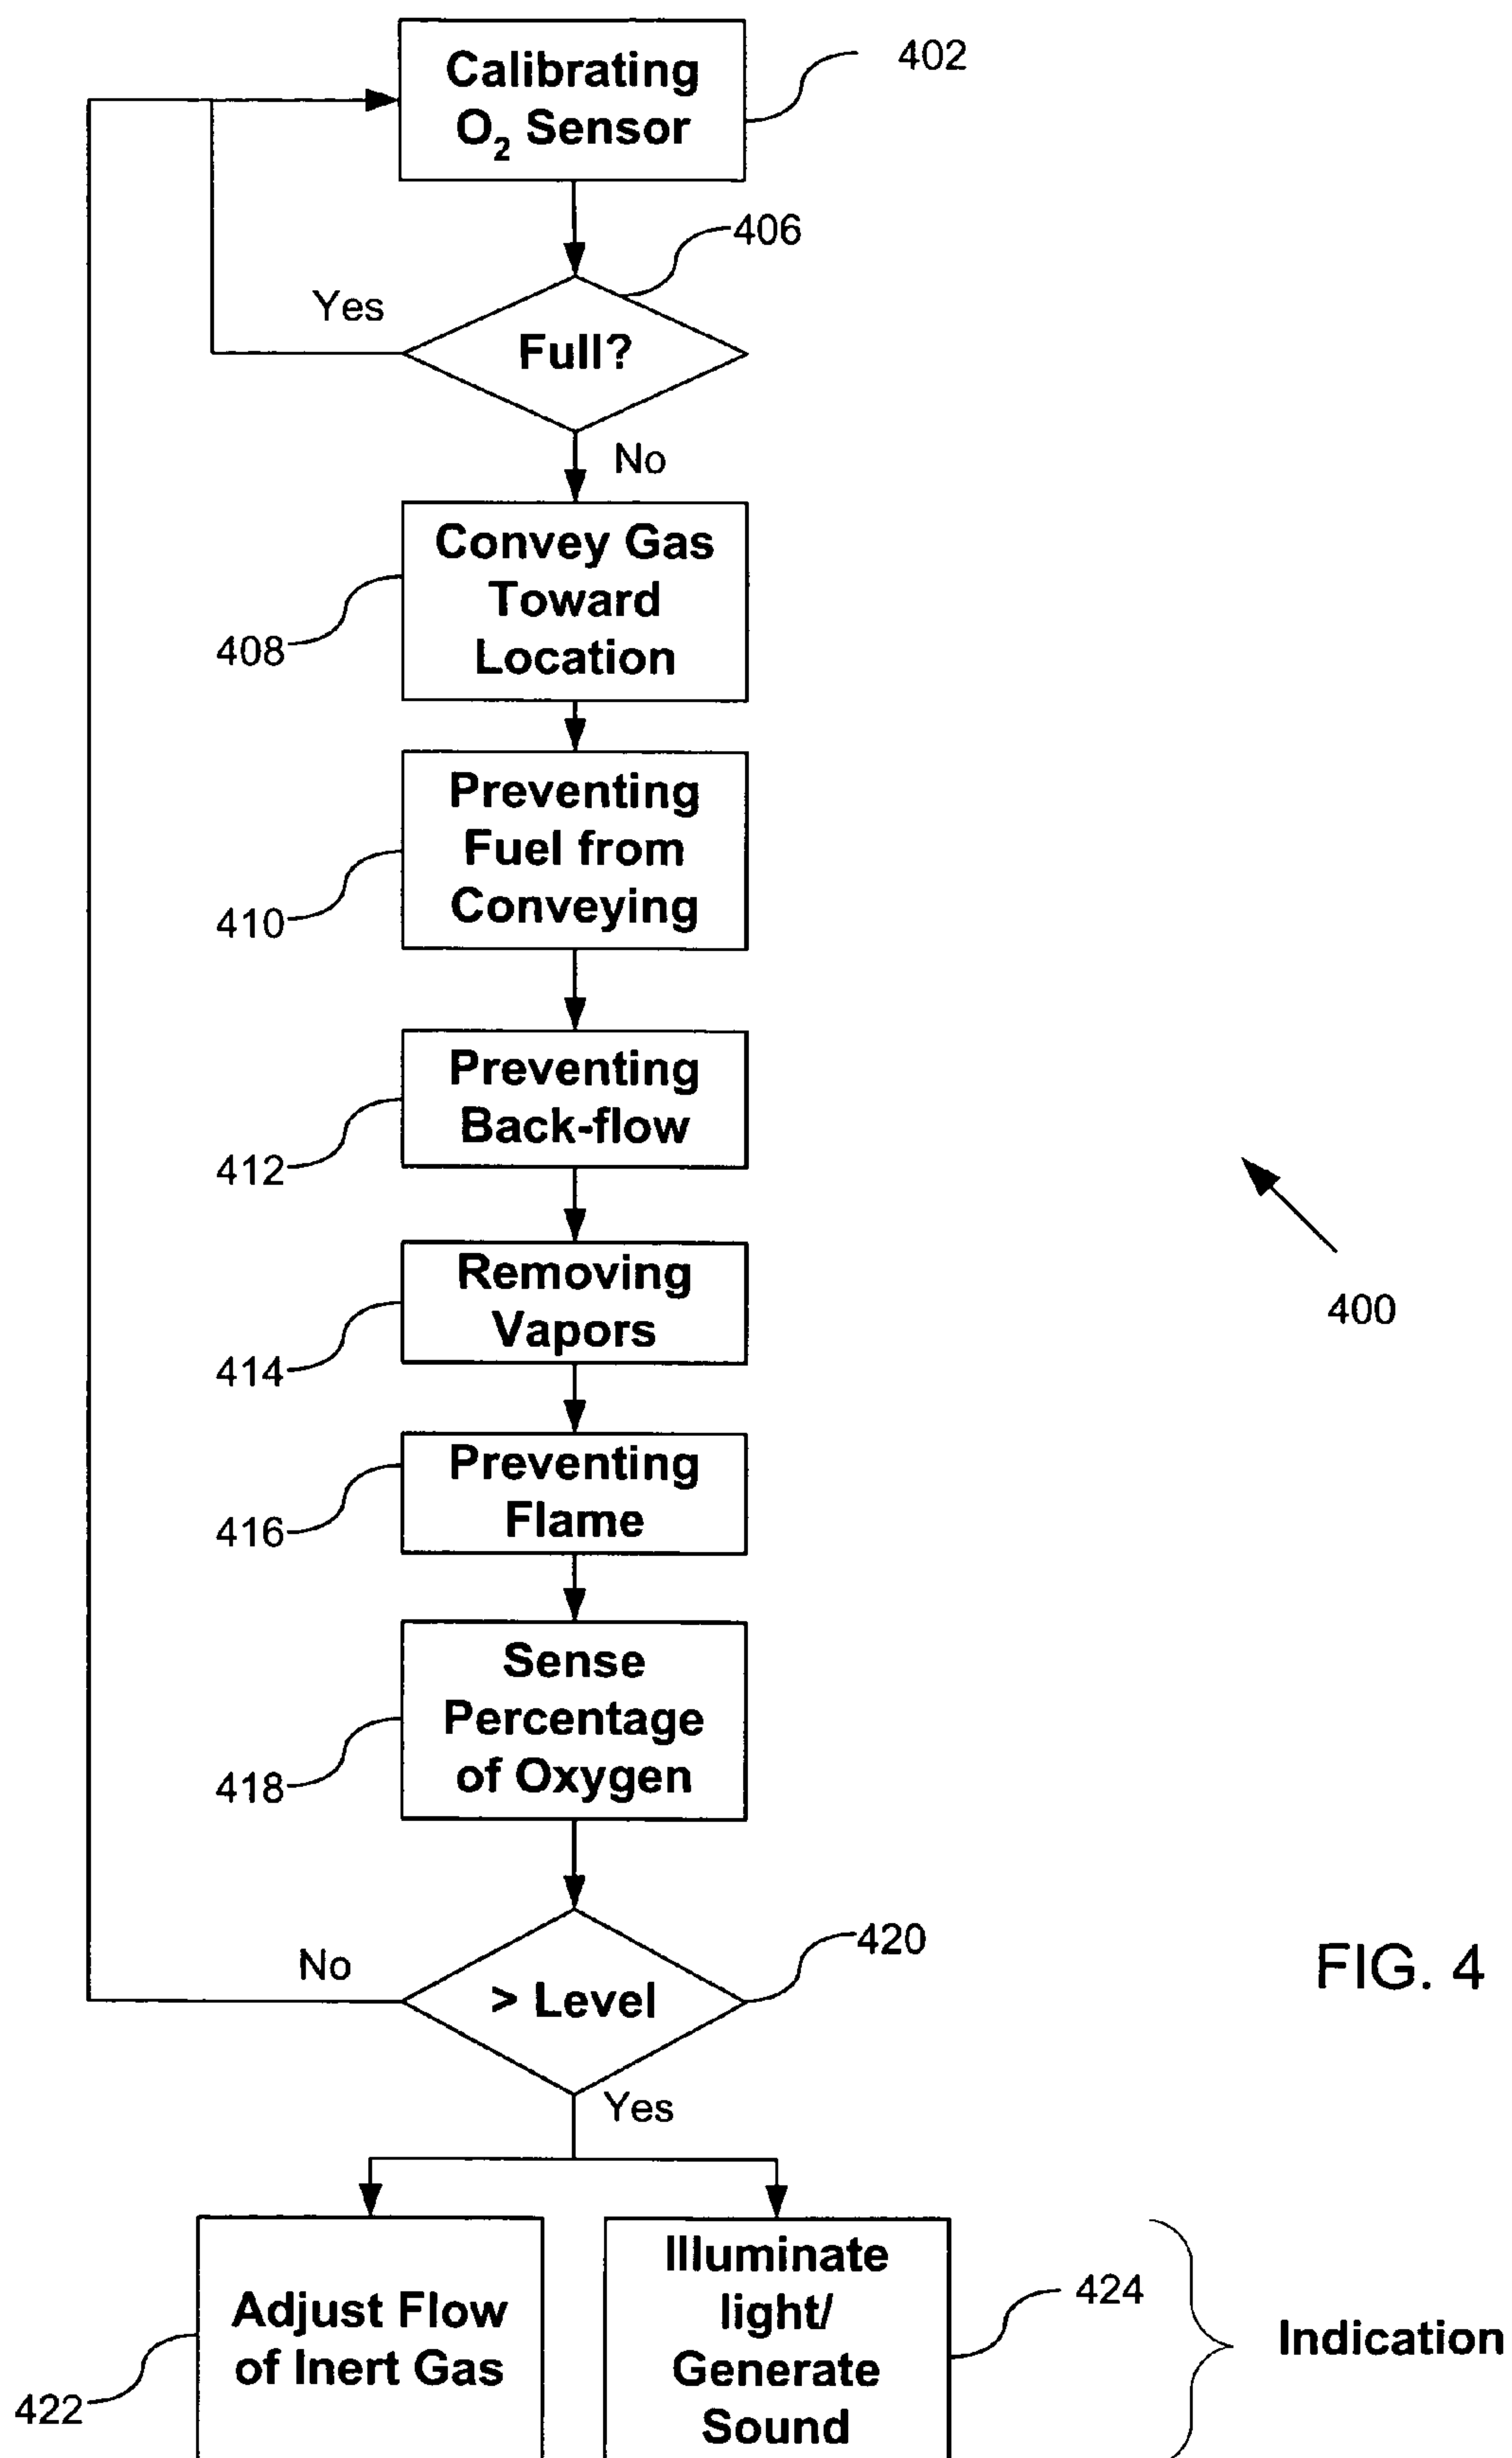 Calibrating
O₂ Sensor
402
406
Yes
Full?
No
Convey Gas
Toward
Location
408
Preventing
Fuel from
Conveying
410
Preventing
Back-flow
412
Removing
Vapors
414
400
Preventing
Flame
416
Sense
Percentage
of Oxygen
418
420
No
> Level
FIG. 4
Yes
Adjust Flow
of Inert Gas
422
Illuminate
light/
Generate
Sound
424
Indication